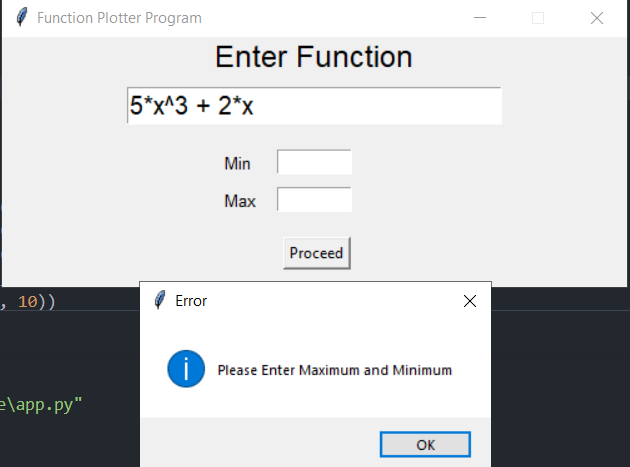 Function Plotter Program
Enter Function
5*x^3 + 2*x
Min
Max
Proceed
, 10))
Error
Please Enter Maximum and Minimum
e\app.py"
OK